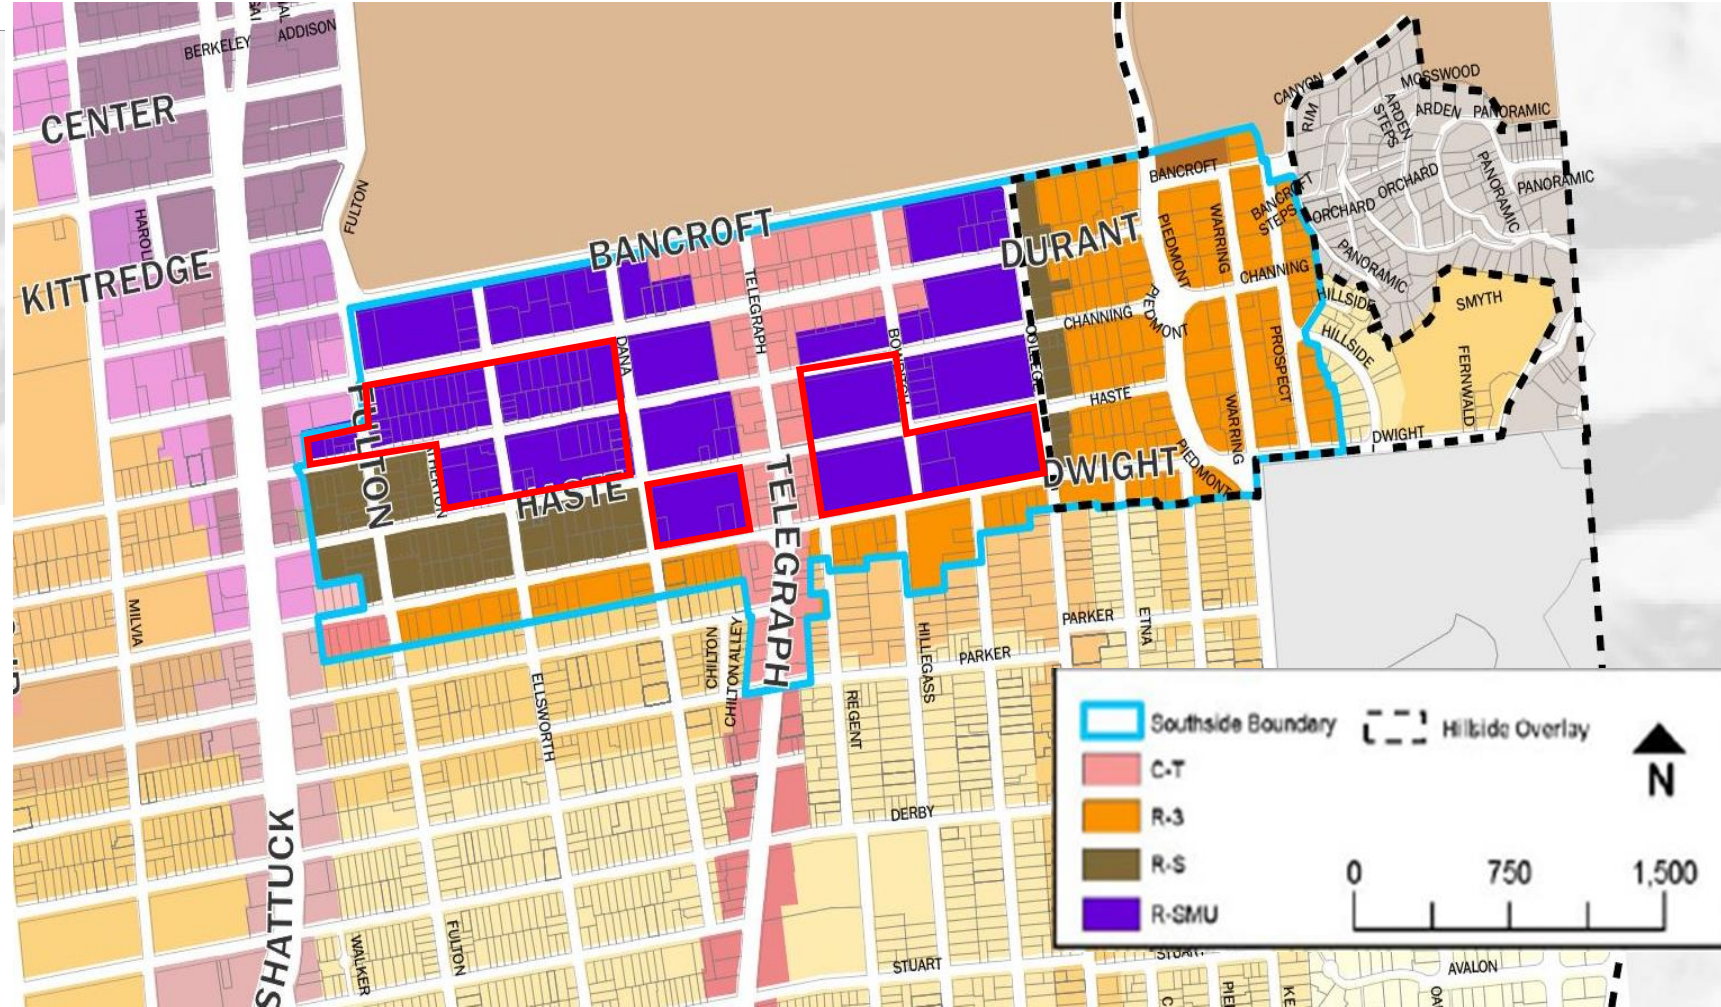 BERKELEY
ADDISON
CENTER
CANYON
MOSSWOOD
RIM
ARDEN
STEPS
ARDEN
PANORAMIC
BANCROFT
PANORAMIC
PANORAMIC
ORCHARD
ORCHARD
BANCROFT
STEPS
FULTON
HAROL
KITTREDGE
BANCROFT
DURANT
PIEDMONT
WARRING
CHANNING
PANORAMIC
TELEGRAPH
HILLSIDE
SMYTH
CHANNING
PIEDMONT
HILLSIDE
DANA
PROSPECT
FERNWALD
FULTON
HASTE
WARRING
DWIGHT
HASTE
DWIGHT
PIEDMONT
TELEGRAPH
MILVIA
CHILTON
CHILTON ALLEY
HILLEGASS
PARKER
ETNA
PARKER
ELLSWORTH
REGENT
DERBY
SHATTUCK
WALKER
FULTON
STUART
AVALON
Southside Boundary
Hillside Overlay
C-T
R-3
R-S
R-SMU
N
0 750 1,500